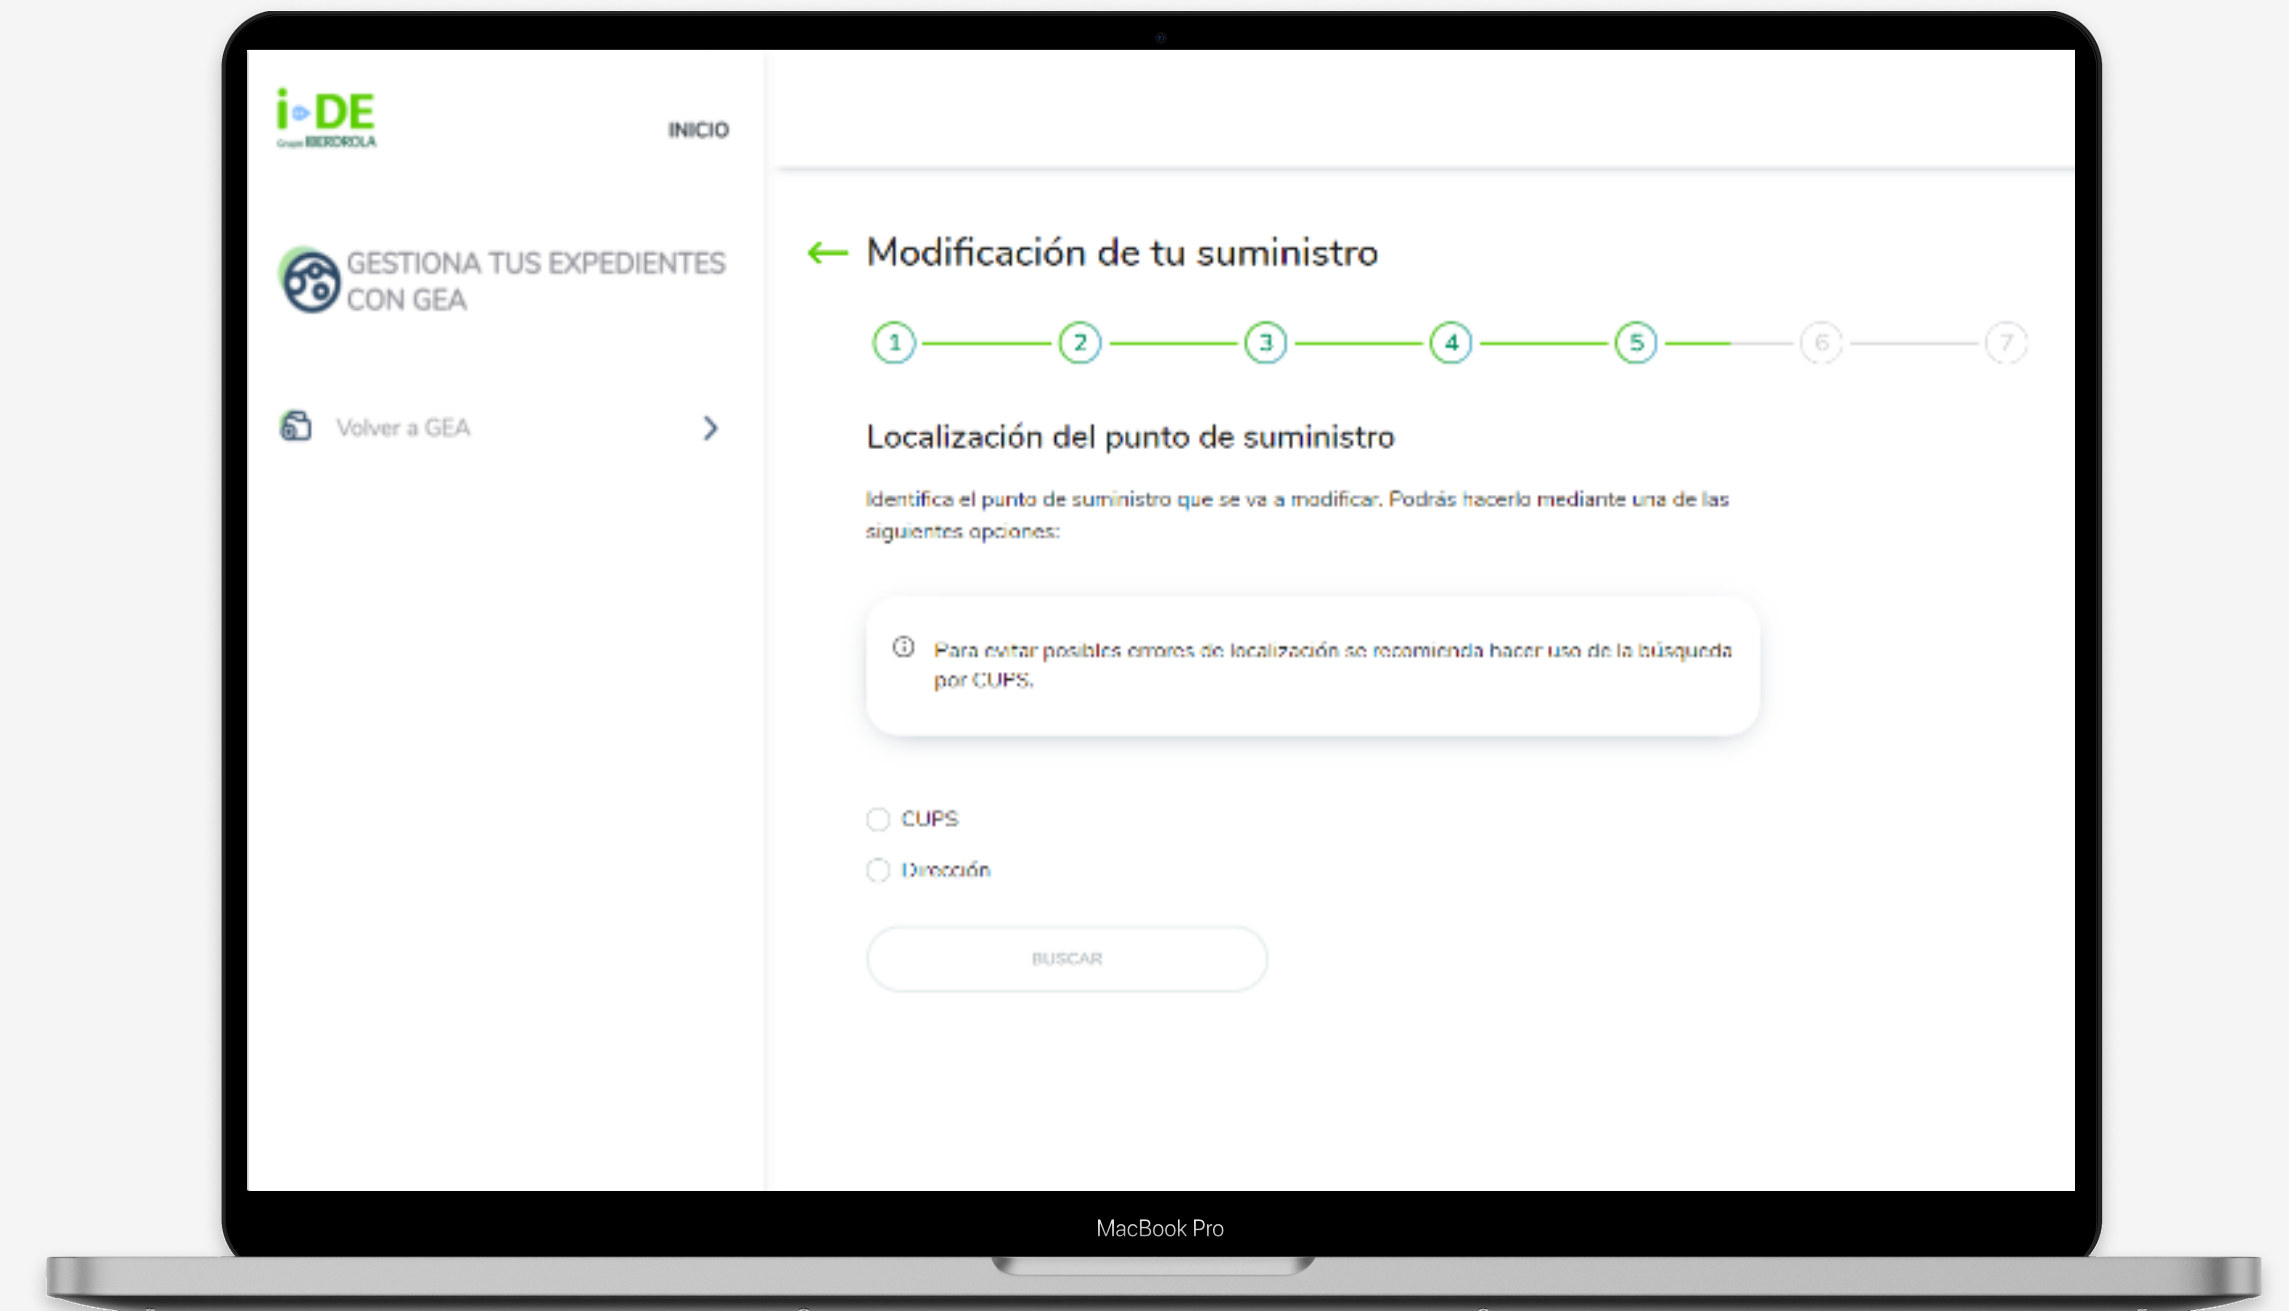 i-DE
Grupo IBERDROLA
INICIO
GESTIONA TUS EXPEDIENTES
CON GEA
Volver a GEA
Modificación de tu suministro
1 2 3 4 5 6 7
Localización del punto de suministro
Identifica el punto de suministro que se va a modificar. Podrás hacerlo mediante una de las
siguientes opciones:
Para evitar posibles errores de localización se recomienda hacer uso de la búsqueda
por CUPS.
CUPS
Dirección
BUSCAR
MacBook Pro